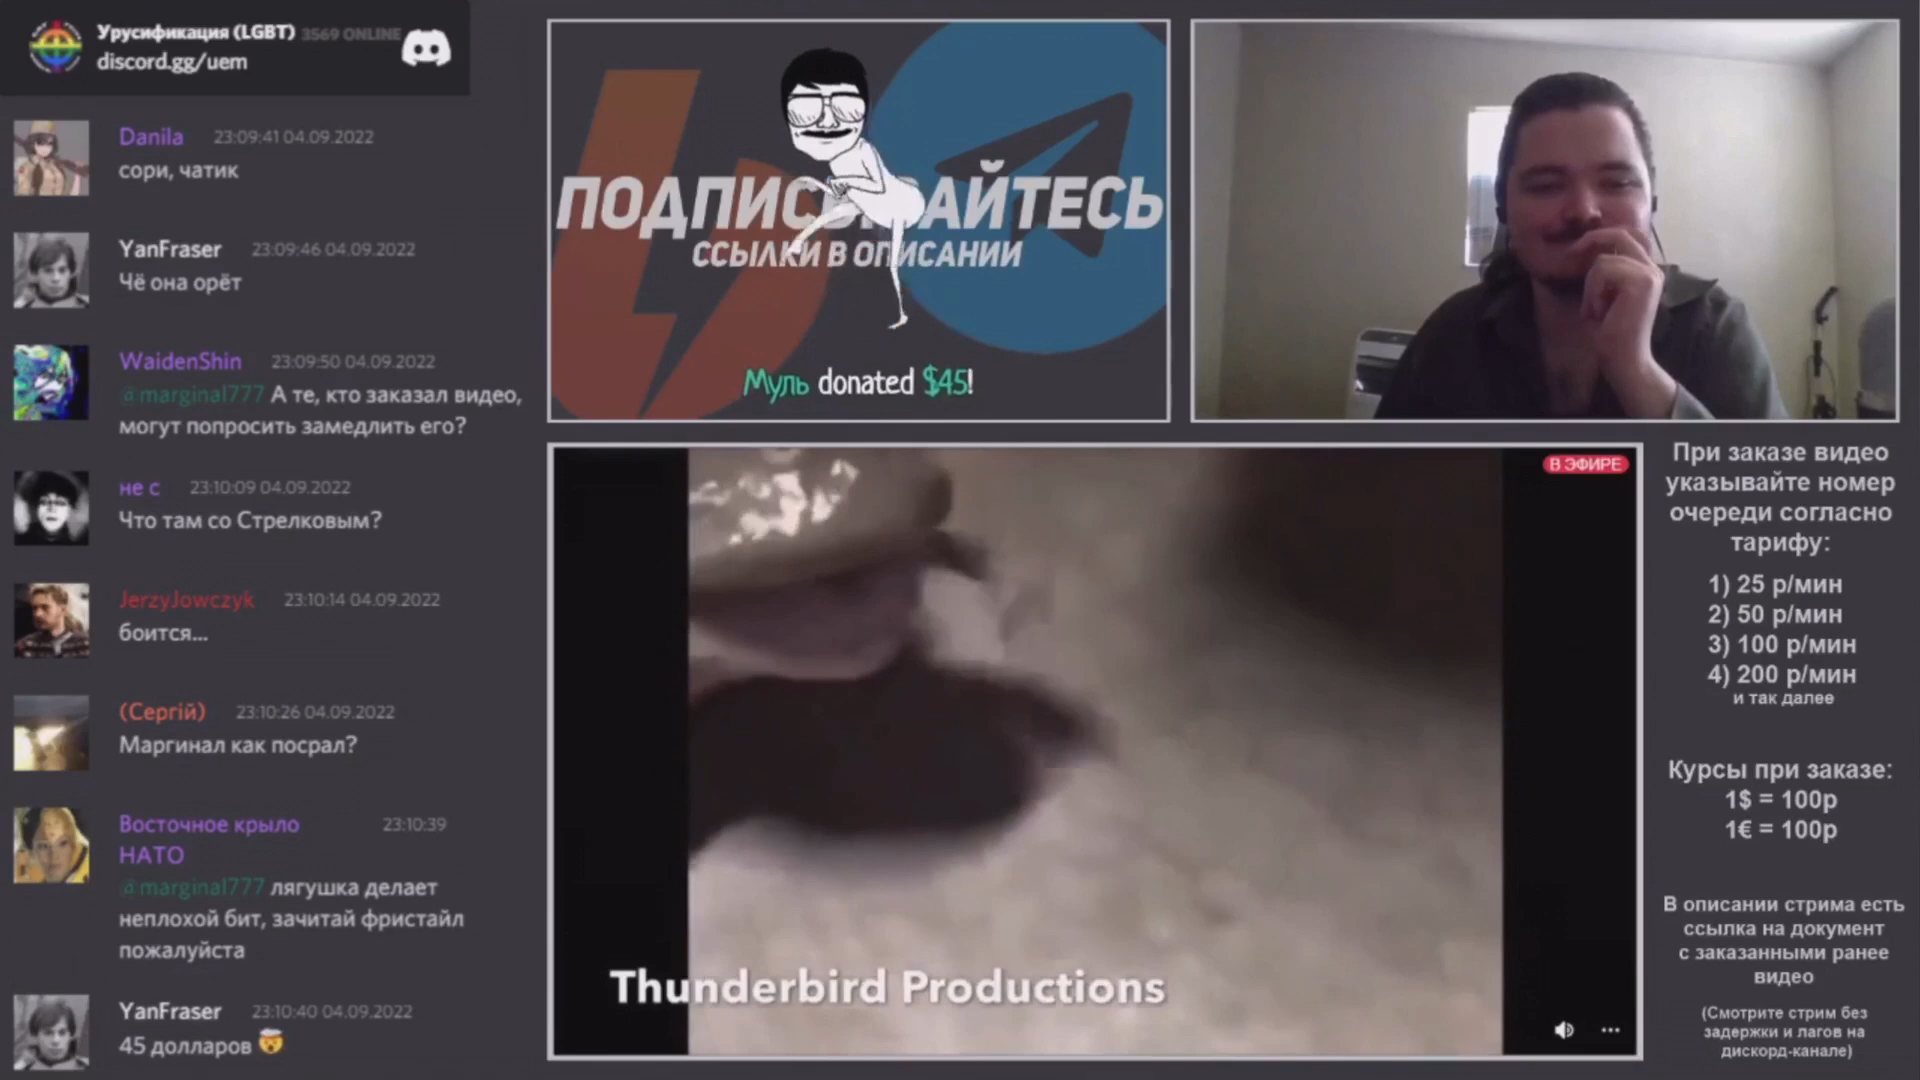 Урусификация (LGBT) 3569 ONLINE
discord.gg/uem
Danila 23:09:41 04.09.2022
сори, чатик
YanFraser 23:09:46 04.09.2022
Чё она орёт
WaidenShin 23:09:50 04.09.2022
@marginal777 А те, кто заказал видео,
могут попросить замедлить его?
не с 23:10:09 04.09.2022
Что там со Стрелковым?
JerzyJowczyk 23:10:14 04.09.2022
боится...
(Сергій) 23:10:26 04.09.2022
Маргинал как посрал?
Восточное крыло 23:10:39
НАТО
@marginal777 лягушка делает
неплохой бит, зачитай фристайл
пожалуйста
YanFraser 23:10:40 04.09.2022
45 долларов 🤯
ПОДПИСЫВАЙТЕСЬ
ССЫЛКИ В ОПИСАНИИ
Муль donated $45!
В ЭФИРЕ
Thunderbird Productions
При заказе видео
указывайте номер
очереди согласно
тарифу:
1) 25 р/мин
2) 50 р/мин
3) 100 р/мин
4) 200 р/мин
и так далее
Курсы при заказе:
1$ = 100р
1€ = 100р
В описании стрима есть
ссылка на документ
с заказанными ранее
видео
(Смотрите стрим без
задержки и лагов на
дискорд-канале)